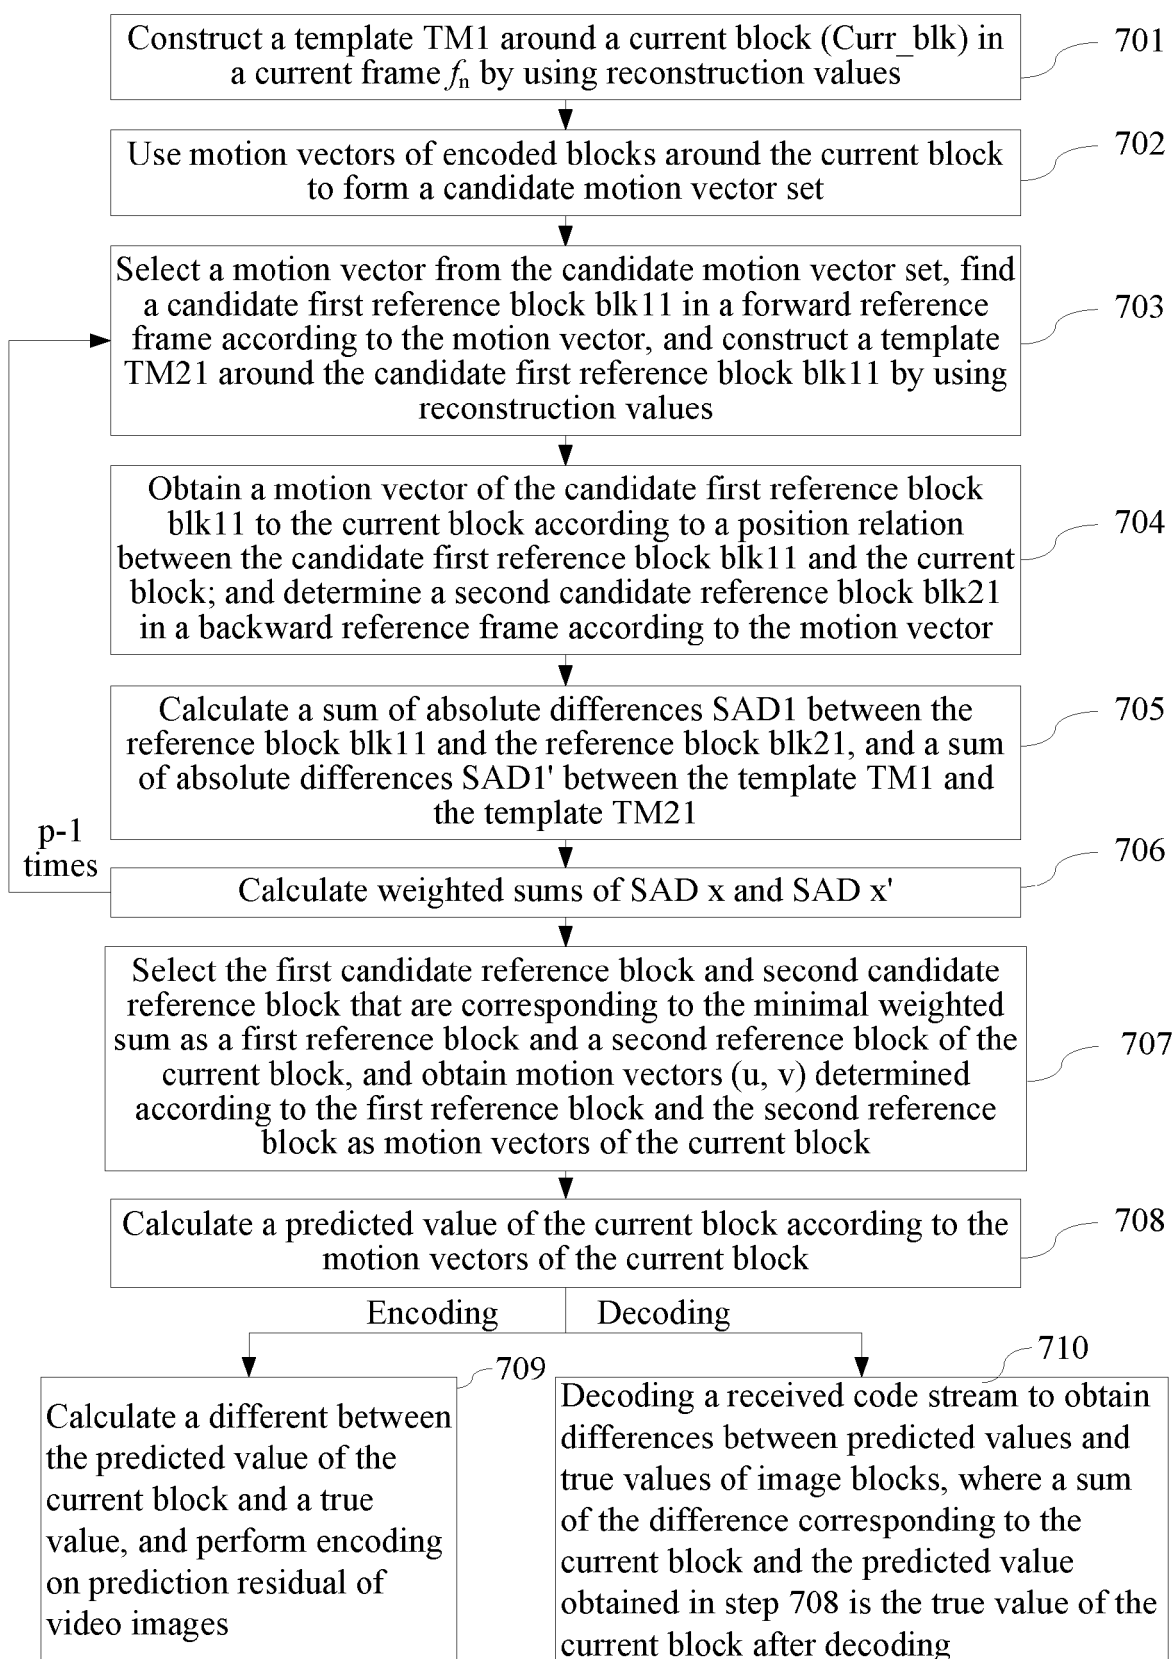 Construct a template TM1 around a current block (Curr_blk) in
a current frame fn by using reconstruction values
701
Use motion vectors of encoded blocks around the current block
to form a candidate motion vector set
702
Select a motion vector from the candidate motion vector set, find
a candidate first reference block blk11 in a forward reference
frame according to the motion vector, and construct a template
TM21 around the candidate first reference block blk11 by using
reconstruction values
703
Obtain a motion vector of the candidate first reference block
blk11 to the current block according to a position relation
between the candidate first reference block blk11 and the current
block; and determine a second candidate reference block blk21
in a backward reference frame according to the motion vector
704
Calculate a sum of absolute differences SAD1 between the
reference block blk11 and the reference block blk21, and a sum
of absolute differences SAD1' between the template TM1 and
the template TM21
705
p-1
times
Calculate weighted sums of SAD x and SAD x'
706
Select the first candidate reference block and second candidate
reference block that are corresponding to the minimal weighted
sum as a first reference block and a second reference block of the
current block, and obtain motion vectors (u, v) determined
according to the first reference block and the second reference
block as motion vectors of the current block
707
Calculate a predicted value of the current block according to the
motion vectors of the current block
708
Encoding
Decoding
709
Calculate a different between
the predicted value of the
current block and a true
value, and perform encoding
on prediction residual of
video images
710
Decoding a received code stream to obtain
differences between predicted values and
true values of image blocks, where a sum
of the difference corresponding to the
current block and the predicted value
obtained in step 708 is the true value of the
current block after decoding